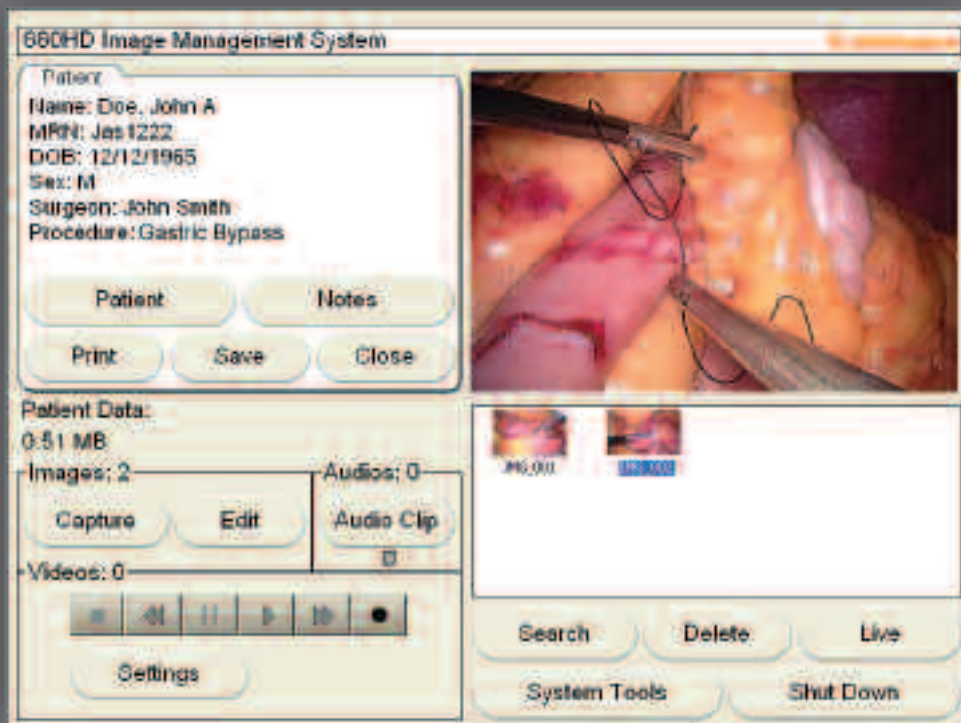 660HD Image Management System
Patient
Name: Doe, John A
MRN: Jas1222
DOB: 12/12/1965
Sex: M
Surgeon: John Smith
Procedure: Gastric Bypass
Patient Notes
Print Save Close
Patient Data:
0.51 MB
Images: 2 Audios: 0
Capture Edit Audio Clip
Videos: 0
Settings
IMG_001
Search Delete Live
System Tools Shut Down